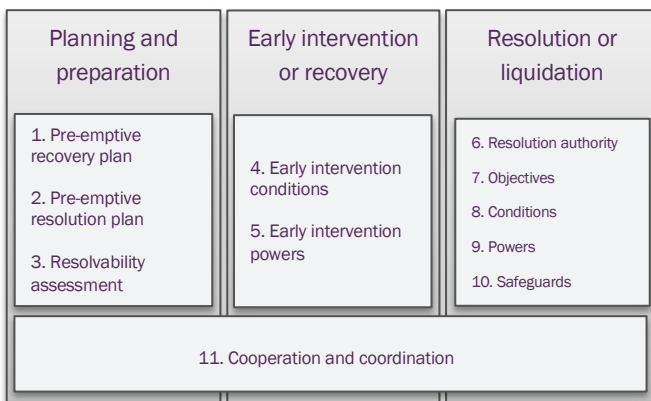 Planning and
preparation
1. Pre-emptive
recovery plan
2. Pre-emptive
resolution plan
3. Resolvability
assessment
Early intervention
or recovery
4. Early intervention
conditions
5. Early intervention
powers
Resolution or
liquidation
6. Resolution authority
7. Objectives
8. Conditions
9. Powers
10. Safeguards
11. Cooperation and coordination